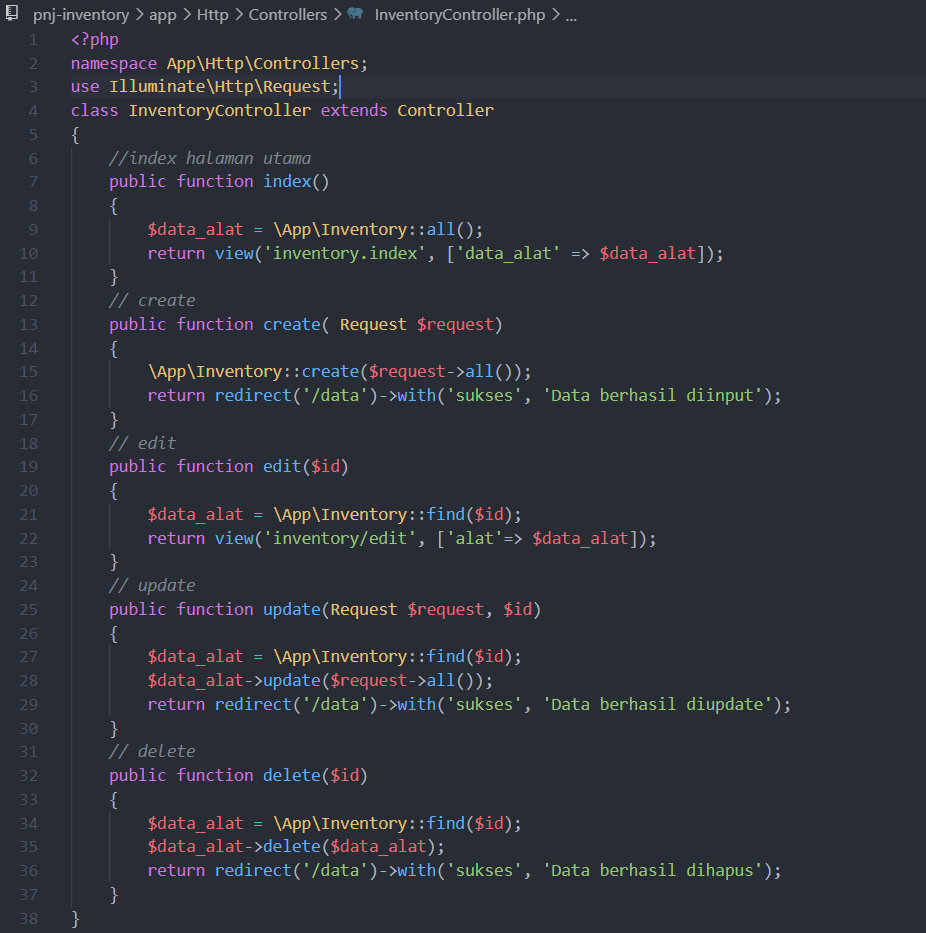 pnj-inventory > app > Http > Controllers > InventoryController.php > ...
1 <?php
2 namespace App\Http\Controllers;
3 use Illuminate\Http\Request;
4 class InventoryController extends Controller
5 {
6 //index halaman utama
7 public function index()
8 {
9 $data_alat = \App\Inventory::all();
10 return view('inventory.index', ['data_alat' => $data_alat]);
11 }
12 // create
13 public function create( Request $request)
14 {
15 \App\Inventory::create($request->all());
16 return redirect('/data')->with('sukses', 'Data berhasil diinput');
17 }
18 // edit
19 public function edit($id)
20 {
21 $data_alat = \App\Inventory::find($id);
22 return view('inventory/edit', ['alat'=> $data_alat]);
23 }
24 // update
25 public function update(Request $request, $id)
26 {
27 $data_alat = \App\Inventory::find($id);
28 $data_alat->update($request->all());
29 return redirect('/data')->with('sukses', 'Data berhasil diupdate');
30 }
31 // delete
32 public function delete($id)
33 {
34 $data_alat = \App\Inventory::find($id);
35 $data_alat->delete($data_alat);
36 return redirect('/data')->with('sukses', 'Data berhasil dihapus');
37 }
38 }